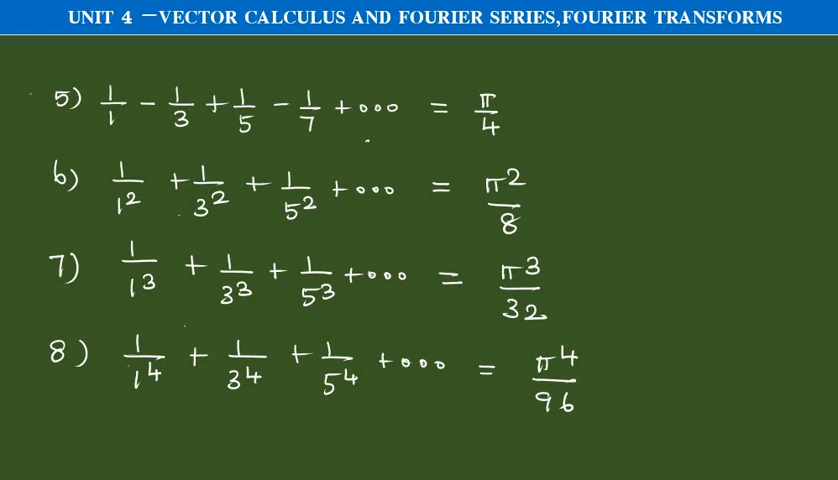 UNIT 4 -VECTOR CALCULUS AND FOURIER SERIES,FOURIER TRANSFORMS
5) 1/1 - 1/3 + 1/5 - 1/7 + ... = π/4
6) 1/1² + 1/3² + 1/5² + ... = π²/8
7) 1/1³ + 1/3³ + 1/5³ + ... = π³/32
8) 1/1⁴ + 1/3⁴ + 1/5⁴ + ... = π⁴/96